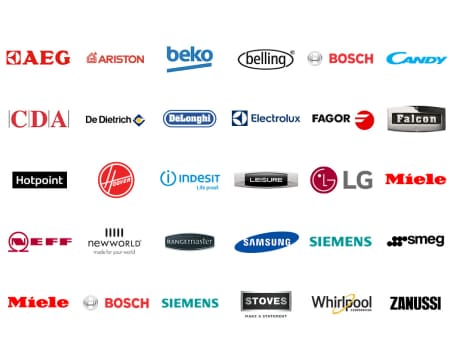 AEG
ARISTON
beko
belling
BOSCH
CANDY
CDA
De Dietrich
DeLonghi
Electrolux
FAGOR
Falcon
Hotpoint
Hoover
indesit
Life proof.
LEISURE
LG
Miele
NEFF
newworld
made for your world
RANGEmaster
SAMSUNG
SIEMENS
smeg
Miele
BOSCH
SIEMENS
STOVES
MAKE A STATEMENT
Whirlpool
CORPORATION
ZANUSSI